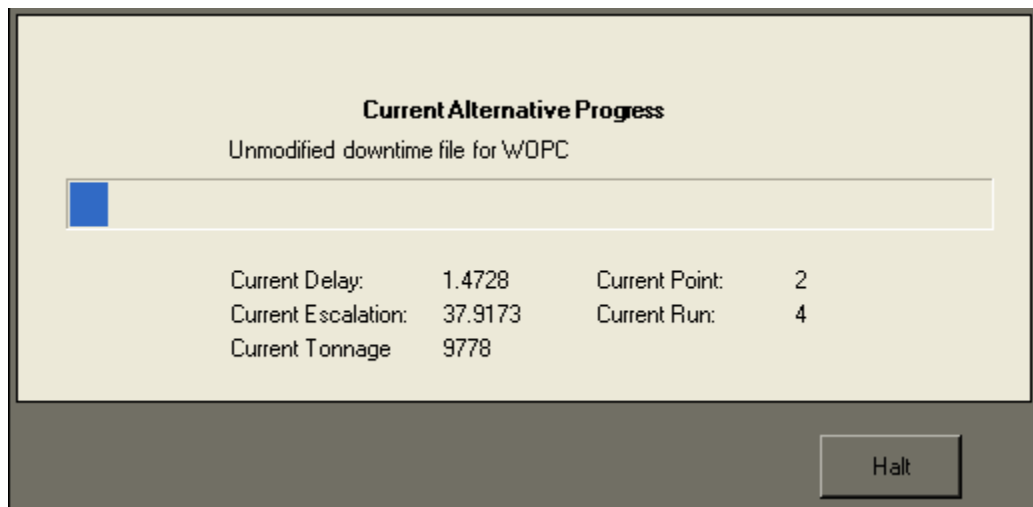 Current Alternative Progress
Unmodified downtime file for WOPC
Current Delay: 1.4728 Current Point: 2
Current Escalation: 37.9173 Current Run: 4
Current Tonnage 9778
Halt